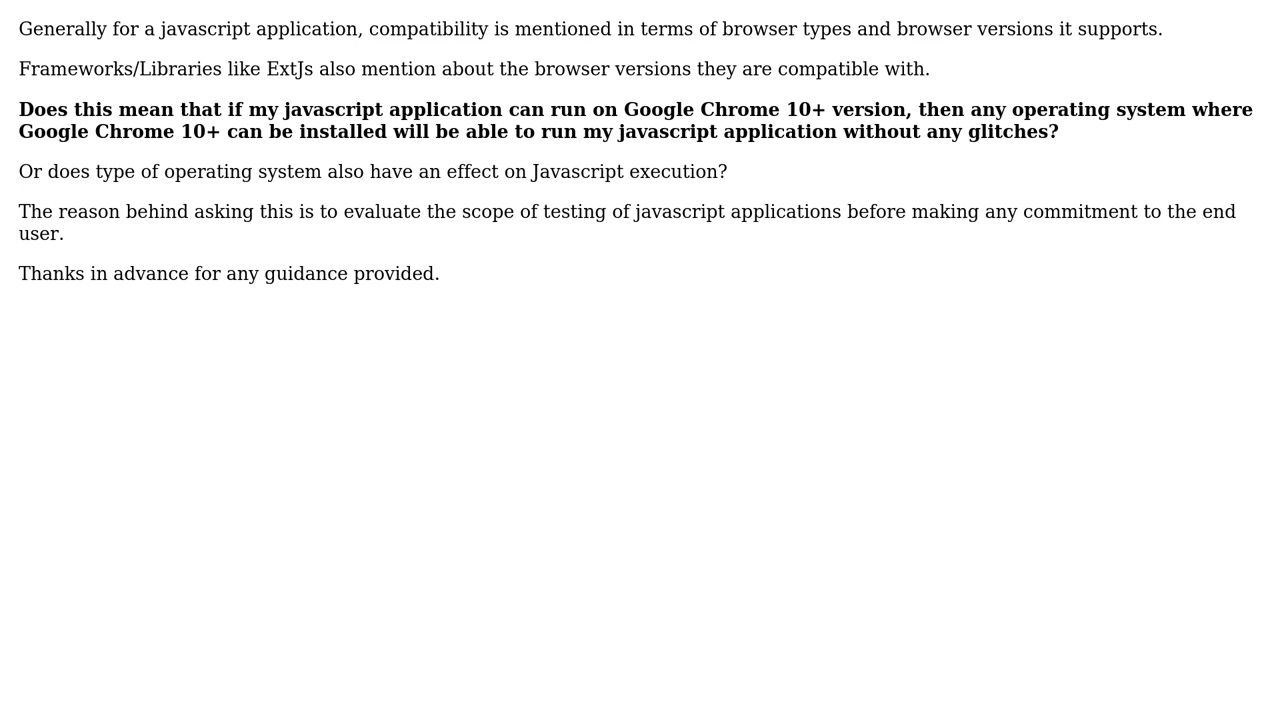 Generally for a javascript application, compatibility is mentioned in terms of browser types and browser versions it supports.
Frameworks/Libraries like ExtJs also mention about the browser versions they are compatible with.
Does this mean that if my javascript application can run on Google Chrome 10+ version, then any operating system where
Google Chrome 10+ can be installed will be able to run my javascript application without any glitches?
Or does type of operating system also have an effect on Javascript execution?
The reason behind asking this is to evaluate the scope of testing of javascript applications before making any commitment to the end
user.
Thanks in advance for any guidance provided.